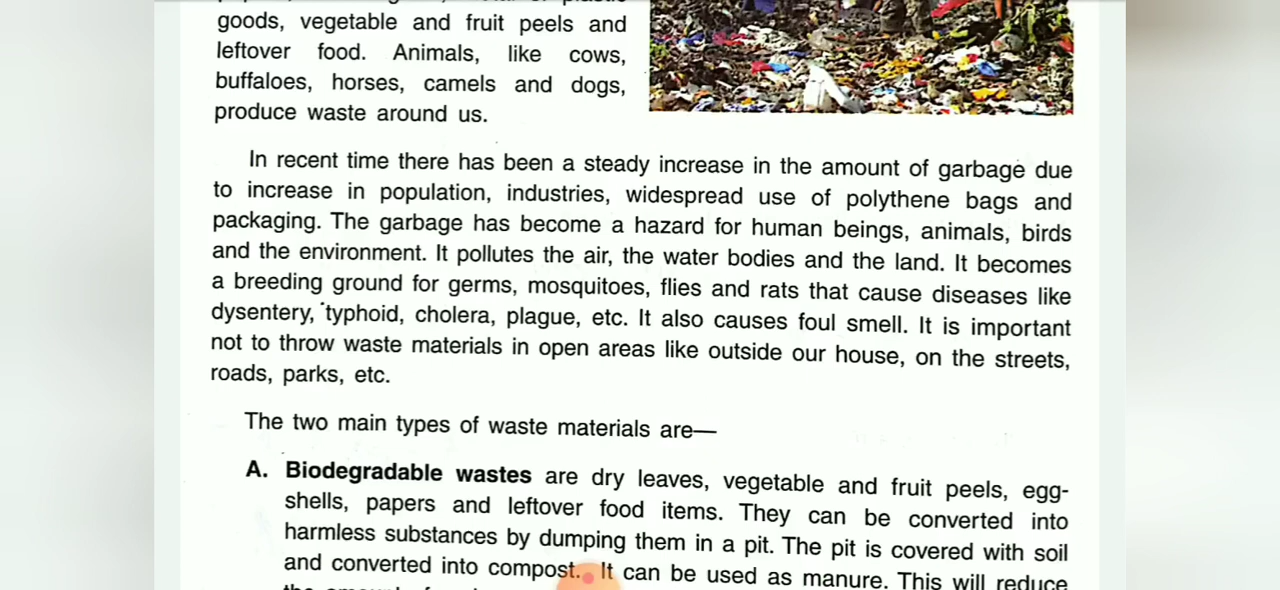 goods, vegetable and fruit peels and
leftover food. Animals, like cows,
buffaloes, horses, camels and dogs,
produce waste around us.
In recent time there has been a steady increase in the amount of garbage due
to increase in population, industries, widespread use of polythene bags and
packaging. The garbage has become a hazard for human beings, animals, birds
and the environment. It pollutes the air, the water bodies and the land. It becomes
a breeding ground for germs, mosquitoes, flies and rats that cause diseases like
dysentery, typhoid, cholera, plague, etc. It also causes foul smell. It is important
not to throw waste materials in open areas like outside our house, on the streets,
roads, parks, etc.
The two main types of waste materials are—
A. Biodegradable wastes are dry leaves, vegetable and fruit peels, egg-
shells, papers and leftover food items. They can be converted into
harmless substances by dumping them in a pit. The pit is covered with soil
and converted into compost. It can be used as manure. This will reduce